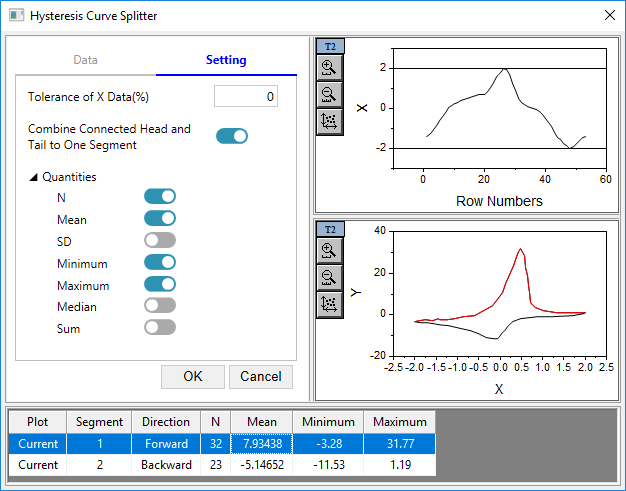 Hysteresis Curve Splitter
Data Setting
Tolerance of X Data(%) 0
Combine Connected Head and
Tail to One Segment
Quantities
N
Mean
SD
Minimum
Maximum
Median
Sum
OK Cancel
T2
X
2
0
-2
0 20 40 60
Row Numbers
T2
Y
40
20
0
-20
-2.5 -2.0 -1.5 -1.0 -0.5 0.0 0.5 1.0 1.5 2.0 2.5
X
Plot Segment Direction N Mean Minimum Maximum
Current 1 Forward 32 7.93438 -3.28 31.77
Current 2 Backward 23 -5.14652 -11.53 1.19